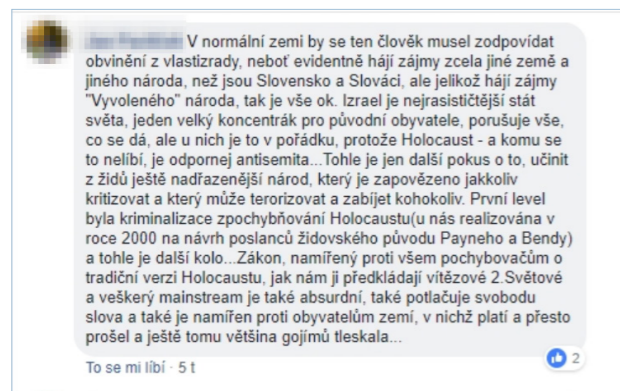 V normální zemi by se ten člověk musel zodpovídat
obvinění z vlastizrady, neboť evidentně hájí zájmy zcela jiné země a
jiného národa, než jsou Slovensko a Slováci, ale jelikož hájí zájmy
"Vyvoleného" národa, tak je vše ok. Izrael je nejrasističtější stát
světa, jeden velký koncentrák pro původní obyvatele, porušuje vše,
co se dá, ale u nich je to v pořádku, protože Holocaust - a komu se
to nelíbí, je odpornej antisemita...Tohle je jen další pokus o to, učinit
z židů ještě nadřazenější národ, který je zapovězeno jakkoliv
kritizovat a který může terorizovat a zabíjet kohokoliv. První level
byla kriminalizace zpochybňování Holocaustu(u nás realizována v
roce 2000 na návrh poslanců židovského původu Payneho a Bendy)
a tohle je další kolo...Zákon, namířený proti všem pochybovačům o
tradiční verzi Holocaustu, jak nám ji předkládají vítězové 2.Světové
a veškerý mainstream je také absurdní, také potlačuje svobodu
slova a také je namířen proti obyvatelům zemí, v nichž platí a přesto
prošel a ještě tomu většina gojímů tleskala...
2
To se mi líbí · 5 t